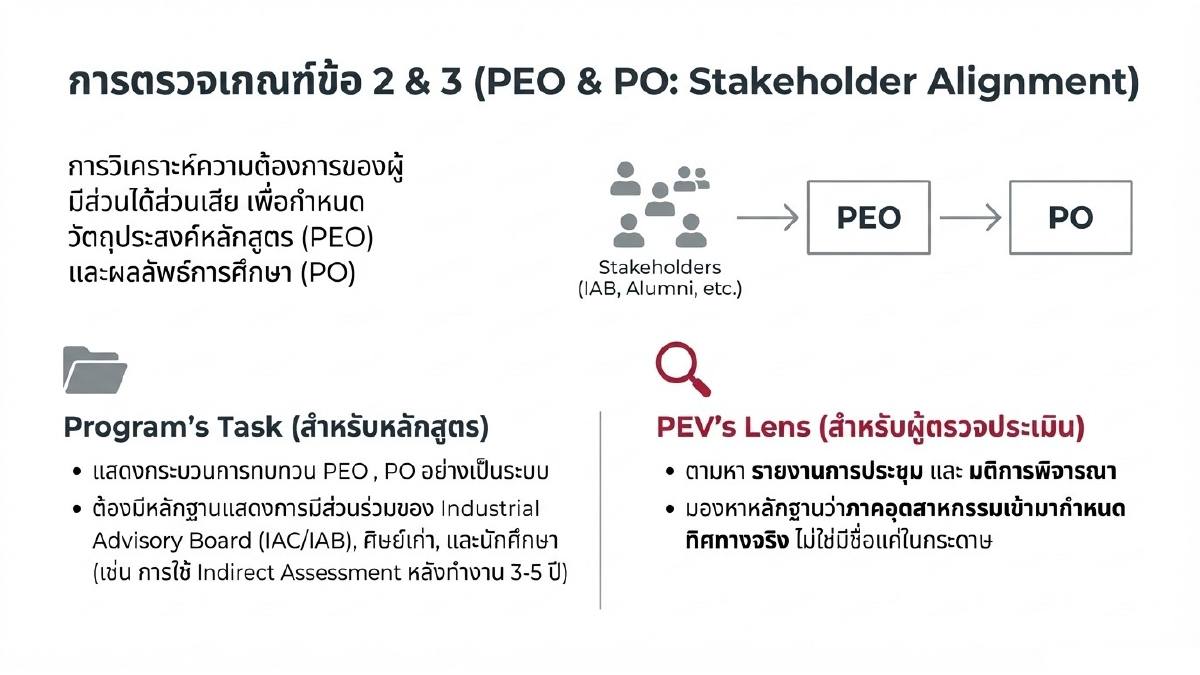 การตรวจเกณฑ์ข้อ 2 & 3 (PEO & PO: Stakeholder Alignment)
การวิเคราะห์ความต้องการของผู้
มีส่วนได้ส่วนเสีย เพื่อกำหนด
วัตถุประสงค์หลักสูตร (PEO)
และผลลัพธ์การศึกษา (PO)
Stakeholders
(IAB, Alumni, etc.)
PEO
PO
Program's Task (สำหรับหลักสูตร)
• แสดงกระบวนการทบทวน PEO , PO อย่างเป็นระบบ
• ต้องมีหลักฐานแสดงการมีส่วนร่วมของ Industrial
Advisory Board (IAC/IAB), ศิษย์เก่า, และนักศึกษา
(เช่น การใช้ Indirect Assessment หลังทำงาน 3-5 ปี)
PEV's Lens (สำหรับผู้ตรวจประเมิน)
• ตามหา รายงานการประชุม และ มติการพิจารณา
• มองหาหลักฐานว่าภาคอุตสาหกรรมเข้ามากำหนด
ทิศทางจริง ไม่ใช่มีชื่อแค่ในกระดาษ